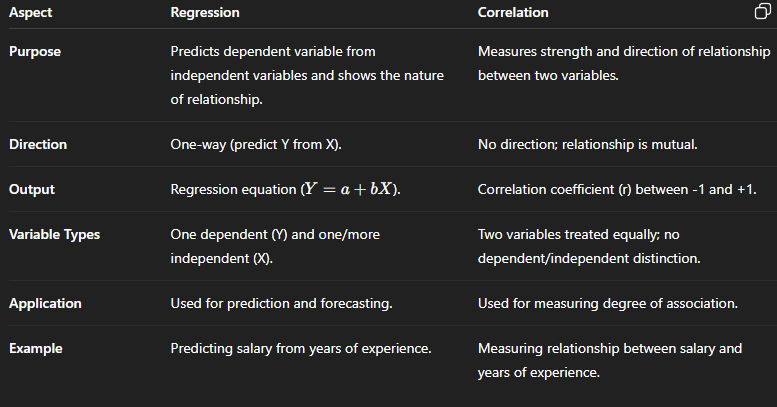 Aspect Regression Correlation
Purpose Predicts dependent variable from Measures strength and direction of relationship
independent variables and shows the nature between two variables.
of relationship.
Direction One-way (predict Y from X). No direction; relationship is mutual.
Output Regression equation (Y = a + bX). Correlation coefficient (r) between -1 and +1.
Variable Types One dependent (Y) and one/more Two variables treated equally; no
independent (X). dependent/independent distinction.
Application Used for prediction and forecasting. Used for measuring degree of association.
Example Predicting salary from years of experience. Measuring relationship between salary and
years of experience.